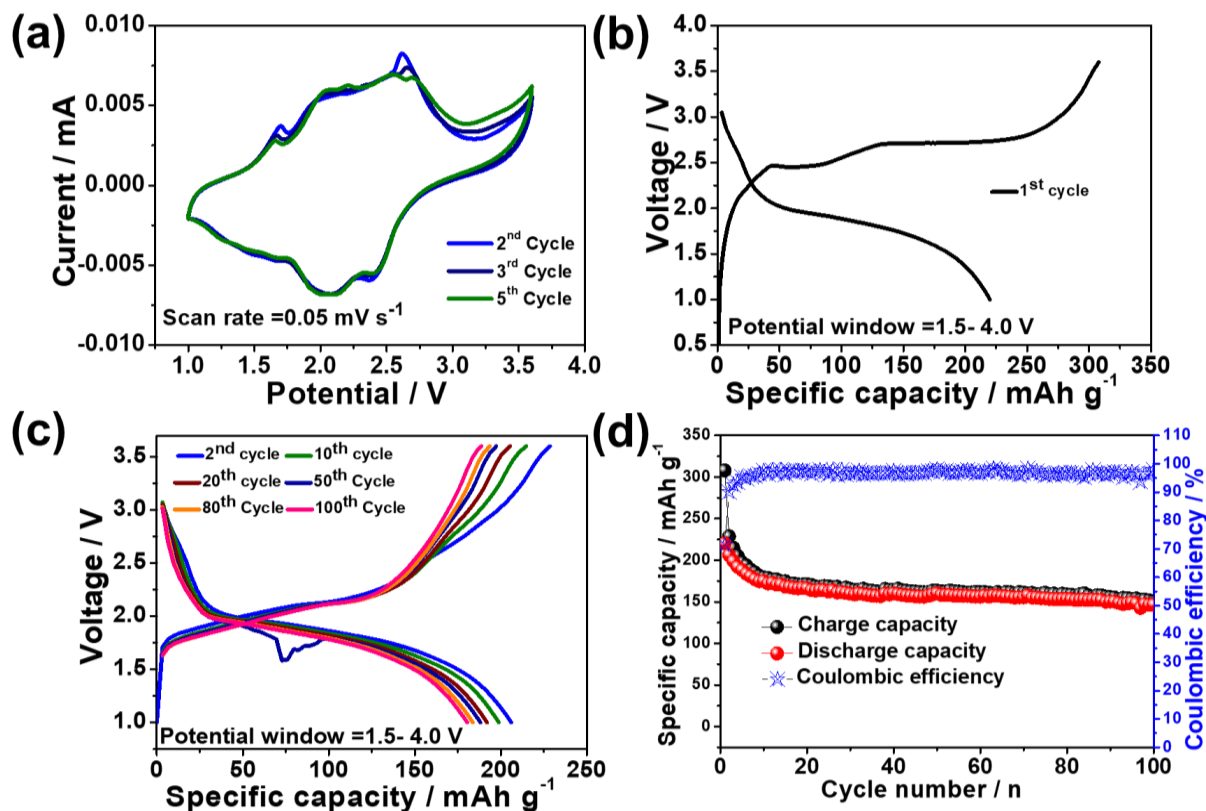 (a)
0.010
0.005
0.000
-0.005
-0.010
Current / mA
2nd Cycle
3rd Cycle
5th Cycle
Scan rate =0.05 mV s-1
1.0 1.5 2.0 2.5 3.0 3.5 4.0
Potential / V
(b)
4.0
3.5
3.0
2.5
2.0
1.5
1.0
0.5
Voltage / V
1st cycle
Potential window =1.5- 4.0 V
0 50 100 150 200 250 300 350
Specific capacity / mAh g-1
(c)
3.5
3.0
2.5
2.0
1.5
1.0
Voltage / V
2nd cycle 10th cycle
20th cycle 50th Cycle
80th Cycle 100th Cycle
Potential window =1.5- 4.0 V
0 50 100 150 200 250
Specific capacity / mAh g-1
(d)
350
300
250
200
150
100
50
0
Specific capacity / mAh g-1
Charge capacity
Discharge capacity
Coulombic efficiency
110
100
90
80
70
60
50
40
30
20
10
0
Coulombic efficiency / %
0 20 40 60 80 100
Cycle number / n